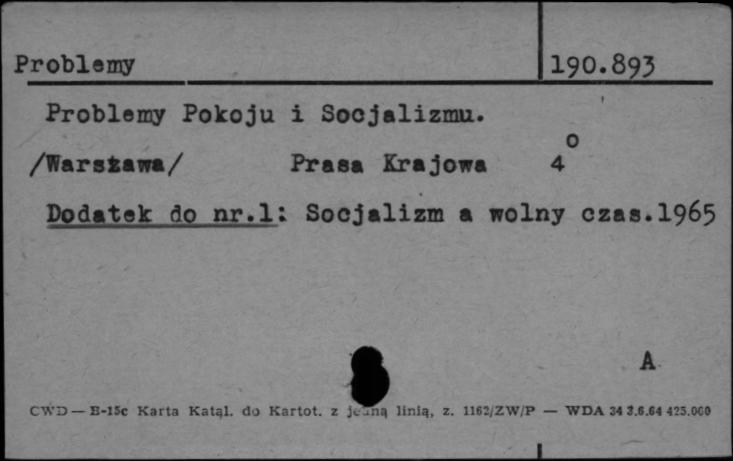 Problemy 190.893
Problemy Pokoju i Socjalizmu.
/Warszawa/ Prasa Krajowa 4°
Dodatek do nr.1: Socjalizm a wolny czas.1965
A
CWD — B-15c Karta Katal. do Kartot. z jedną linią, z. 1162/ZW/P — WDA 34 3.6.64 425.000